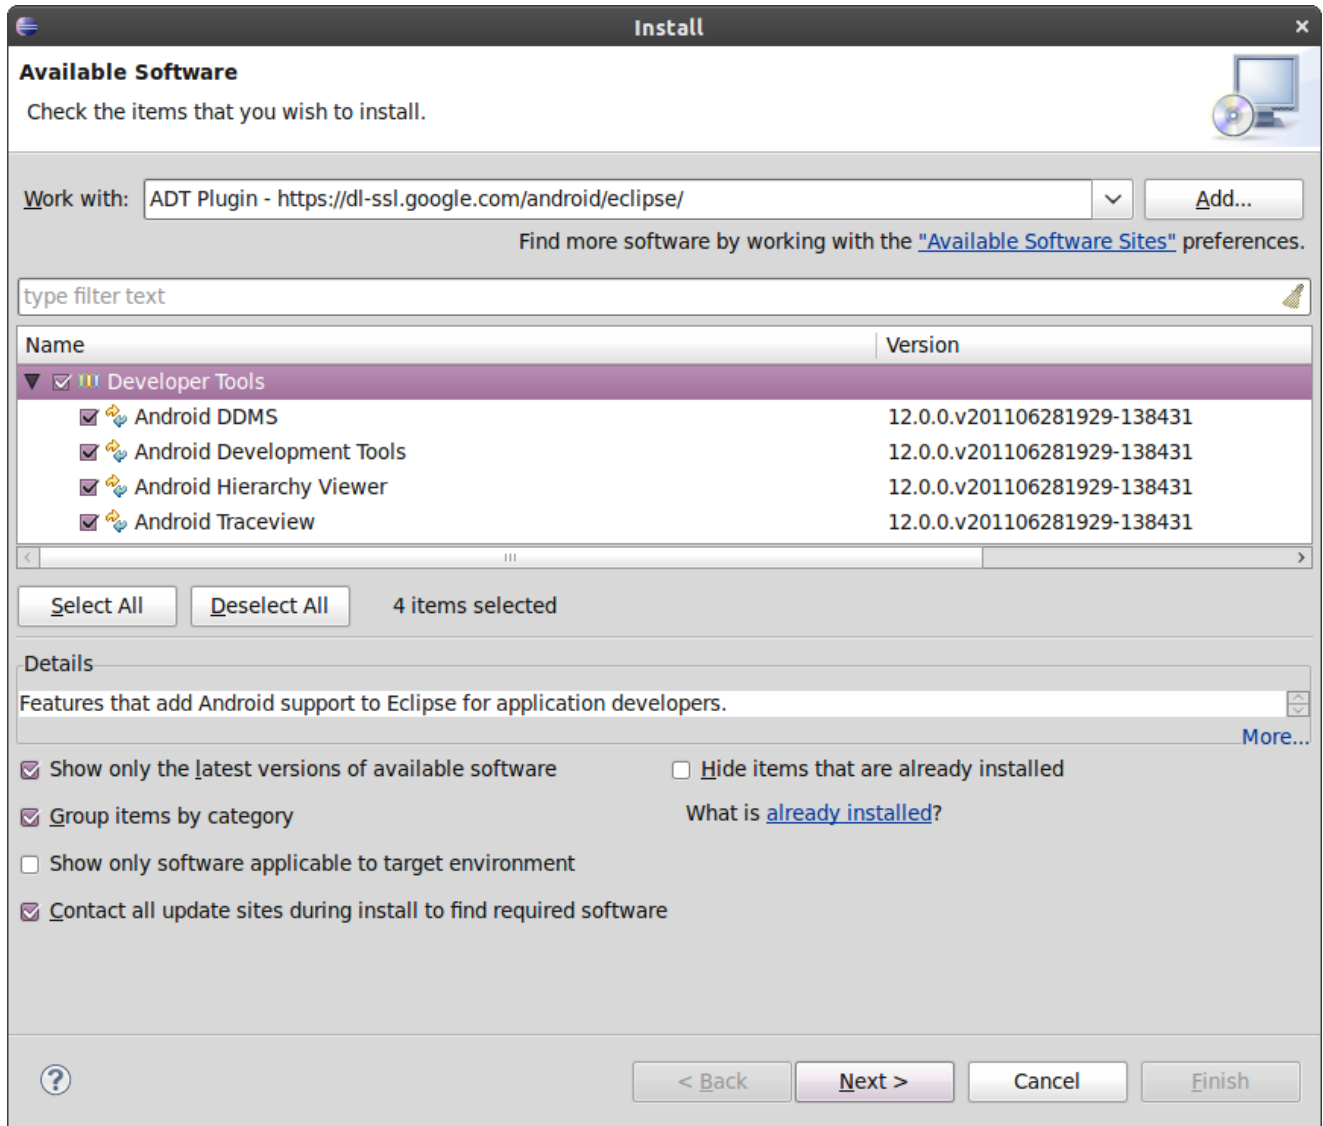 Install
Available Software
Check the items that you wish to install.
Work with: ADT Plugin - https://dl-ssl.google.com/android/eclipse/ Add...
Find more software by working with the "Available Software Sites" preferences.
type filter text
Name Version
Developer Tools
Android DDMS 12.0.0.v201106281929-138431
Android Development Tools 12.0.0.v201106281929-138431
Android Hierarchy Viewer 12.0.0.v201106281929-138431
Android Traceview 12.0.0.v201106281929-138431
Select All Deselect All 4 items selected
Details
Features that add Android support to Eclipse for application developers.
More...
Show only the latest versions of available software Hide items that are already installed
Group items by category What is already installed?
Show only software applicable to target environment
Contact all update sites during install to find required software
? < Back Next > Cancel Finish